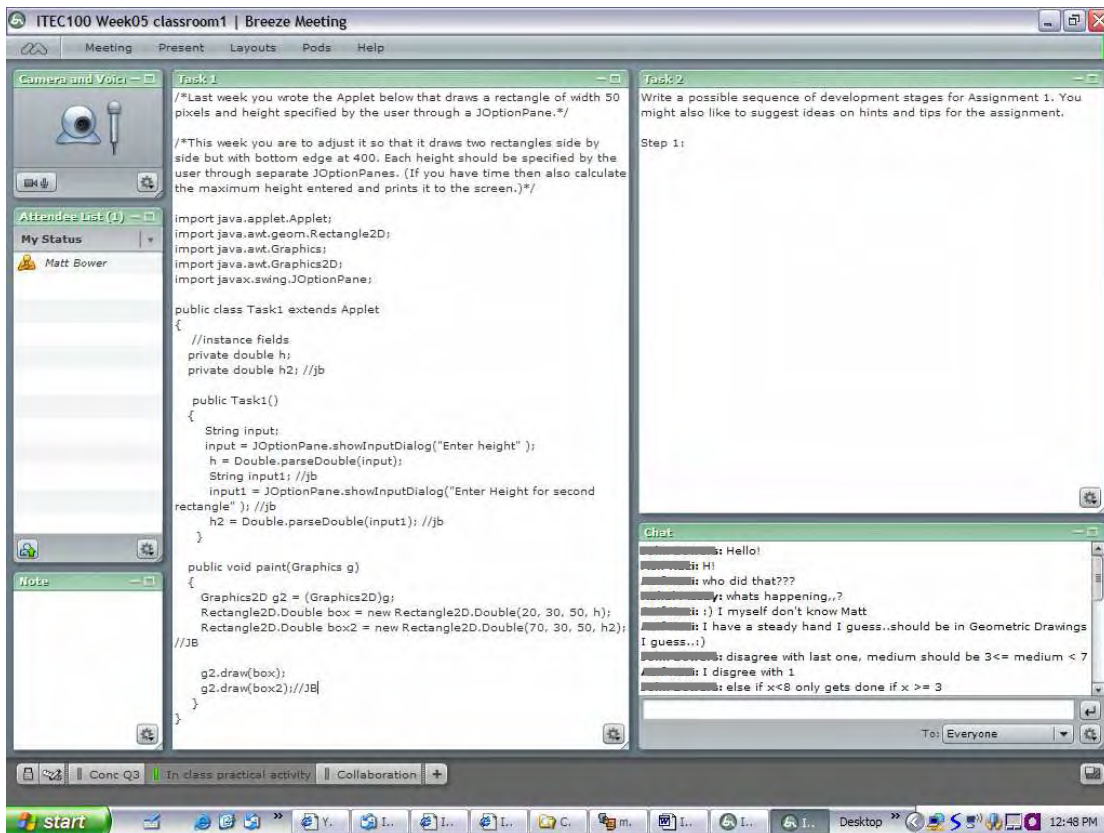 ITEC100 Week05 classroom1 | Breeze Meeting
Meeting Present Layouts Pods Help
Camera and Voic
Attendee List (1)
My Status
Matt Bower
Note
Task 1
/*Last week you wrote the Applet below that draws a rectangle of width 50
pixels and height specified by the user through a JOptionPane.*/
/*This week you are to adjust it so that it draws two rectangles side by
side but with bottom edge at 400. Each height should be specified by the
user through separate JOptionPanes. (If you have time then also calculate
the maximum height entered and prints it to the screen.)*/
import java.applet.Applet;
import java.awt.geom.Rectangle2D;
import java.awt.Graphics;
import java.awt.Graphics2D;
import javax.swing.JOptionPane;
public class Task1 extends Applet
{
//instance fields
private double h;
private double h2; //jb
public Task1()
{
String input;
input = JOptionPane.showInputDialog("Enter height" );
h = Double.parseDouble(input);
String input1; //jb
input1 = JOptionPane.showInputDialog("Enter Height for second
rectangle" ); //jb
h2 = Double.parseDouble(input1); //jb
}
public void paint(Graphics g)
{
Graphics2D g2 = (Graphics2D)g;
Rectangle2D.Double box = new Rectangle2D.Double(20, 30, 50, h);
Rectangle2D.Double box2 = new Rectangle2D.Double(70, 30, 50, h2);
//JB
g2.draw(box);
g2.draw(box2);//JB
}
}
Task 2
Write a possible sequence of development stages for Assignment 1. You
might also like to suggest ideas on hints and tips for the assignment.
Step 1:
Chat
: Hello!
: H!
: who did that???
: whats happening,,?
: :) I myself don't know Matt
: I have a steady hand I guess..should be in Geometric Drawings
I guess..:)
: disagree with last one, medium should be 3<= medium < 7
: I disgree with 1
: else if x<8 only gets done if x >= 3
To: Everyone
Conc Q3 In class practical activity Collaboration +
start Y.. I.. I.. I.. C.. m.. I.. I.. I.. Desktop 12:48 PM